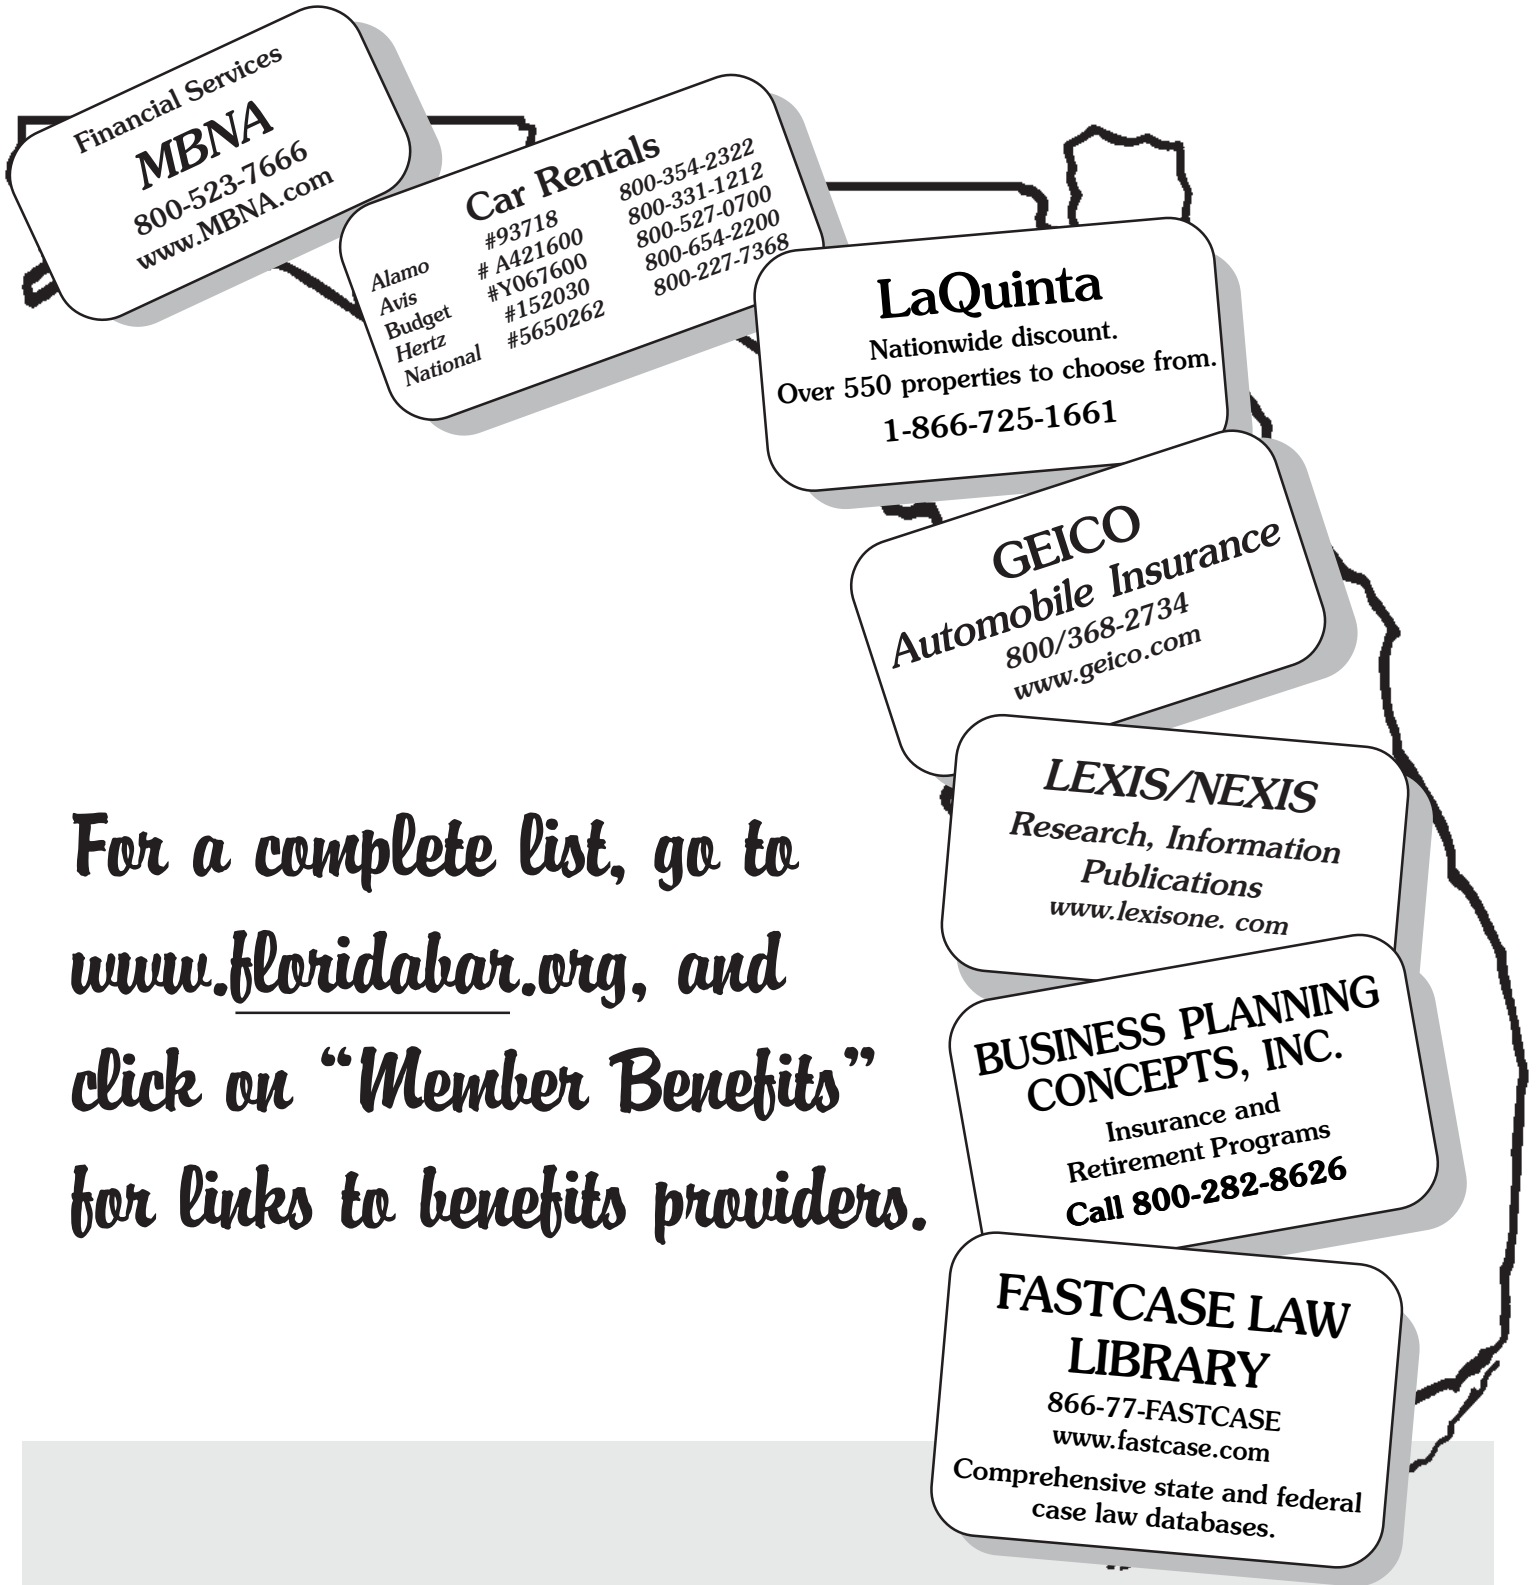 Financial Services
MBNA
800-523-7666
www.MBNA.com
Car Rentals
Alamo #93718 800-354-2322
Avis # A421600 800-331-1212
Budget #Y067600 800-527-0700
Hertz #152030 800-654-2200
National #5650262 800-227-7368
LaQuinta
Nationwide discount.
Over 550 properties to choose from.
1-866-725-1661
GEICO
Automobile Insurance
800/368-2734
www.geico.com
LEXIS/NEXIS
Research, Information
Publications
www.lexisone. com
BUSINESS PLANNING
CONCEPTS, INC.
Insurance and
Retirement Programs
Call 800-282-8626
FASTCASE LAW
LIBRARY
866-77-FASTCASE
www.fastcase.com
Comprehensive state and federal
case law databases.
For a complete list, go to
www.floridabar.org, and
click on “Member Benefits”
for links to benefits providers.